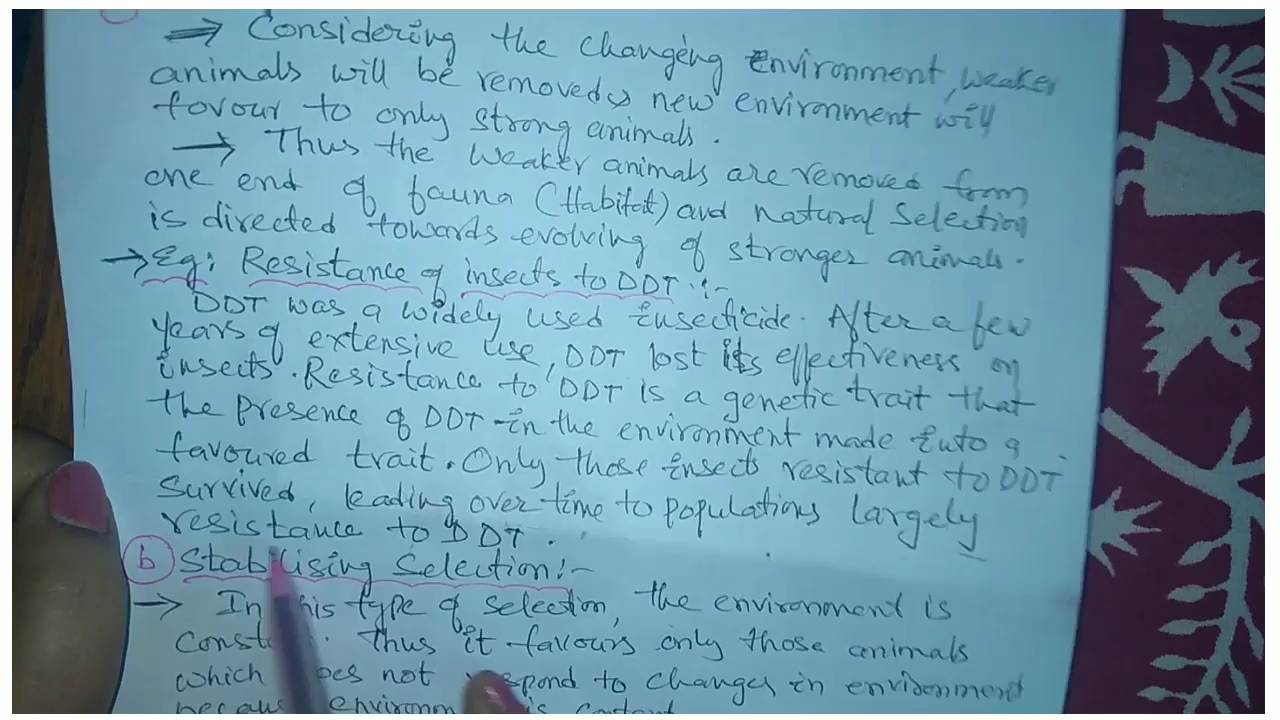 ⇒ Considering the changing Environment, weaker
animals will be removed & new environment will
favour to only strong animals.
→ Thus the weaker animals are removed from
one end of fauna (Habitat) and natural Selection
is directed towards evolving of stronger animals.
→ Eg: Resistance of insects to DDT :-
DDT was a widely used insecticide. After a few
years of extensive use, DDT lost its effectiveness on
insects. Resistance to DDT is a genetic trait that
the presence of DDT in the environment made into a
favoured trait. Only those insects resistant to DDT
survived, leading over time to populations largely
resistance to DDT.
b Stabilising Selection :-
→ In this type of selection, the environment is
Thus it favours only those animals
which not to changes in environment
is constant